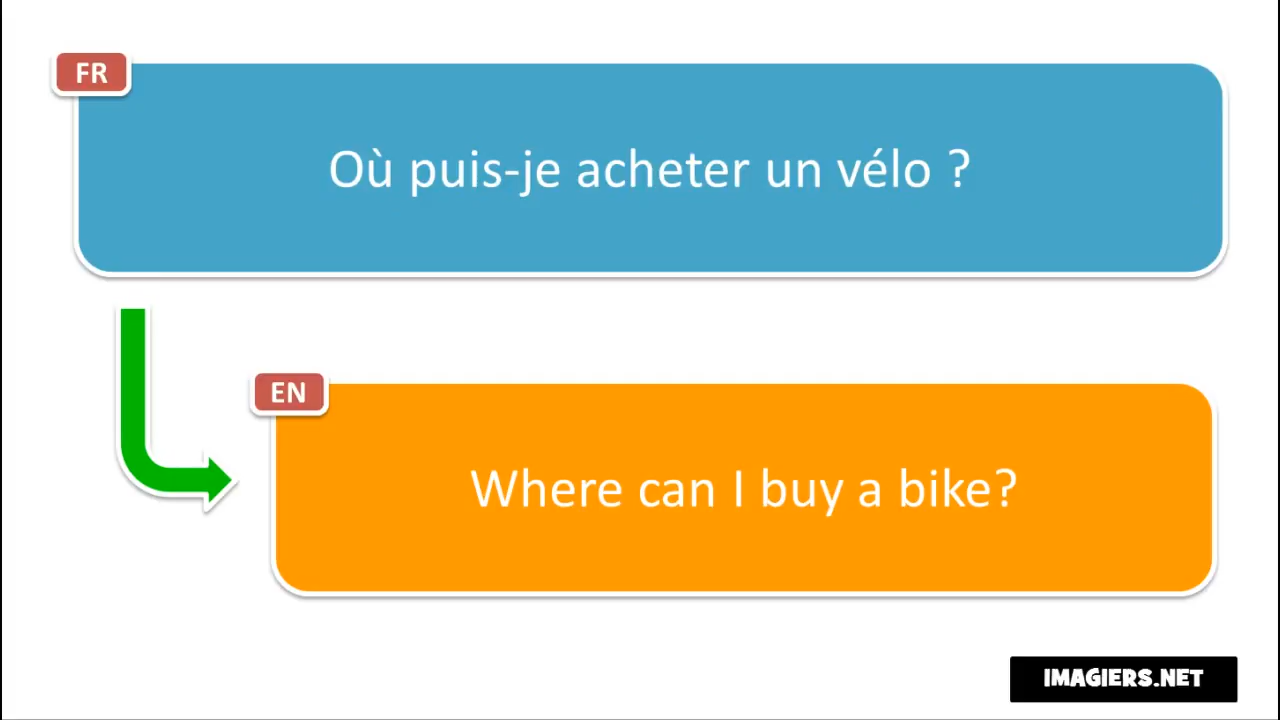 FR
Où puis-je acheter un vélo ?
EN
Where can I buy a bike?
IMAGIERS.NET